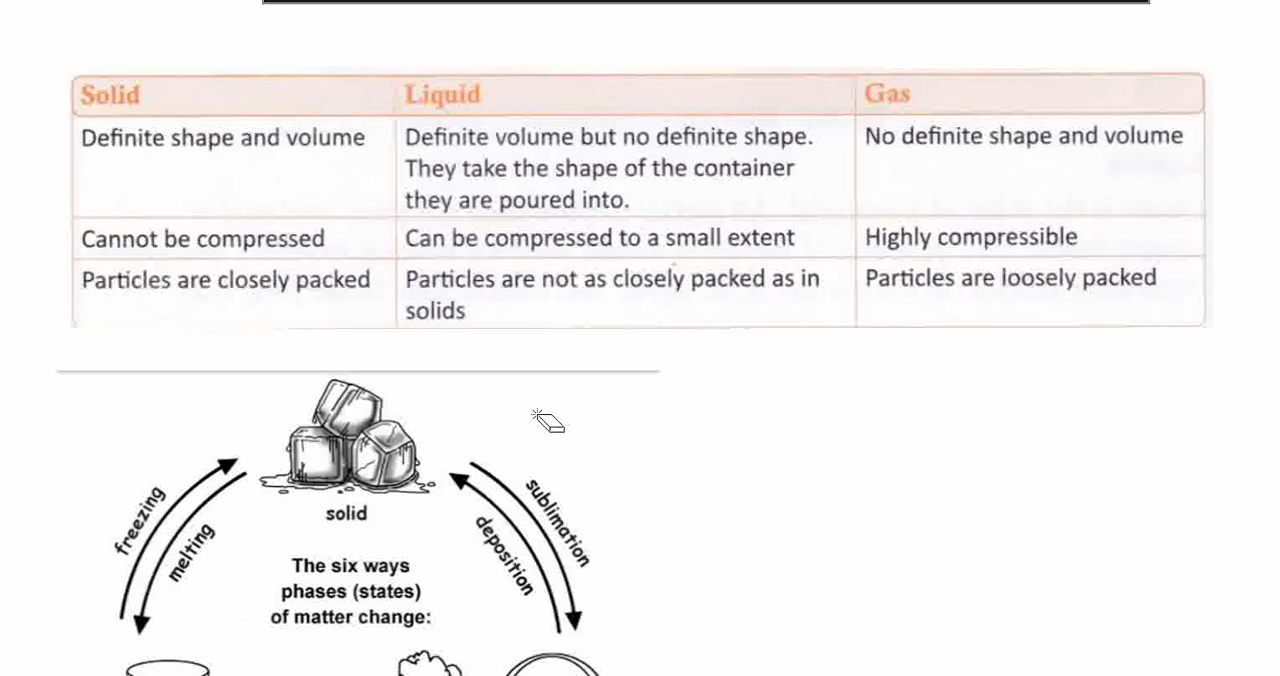 Solid
Liquid
Gas
Definite shape and volume
Definite volume but no definite shape.
They take the shape of the container
they are poured into.
No definite shape and volume
Cannot be compressed
Can be compressed to a small extent
Highly compressible
Particles are closely packed
Particles are not as closely packed as in
solids
Particles are loosely packed
freezing
melting
solid
sublimation
deposition
The six ways
phases (states)
of matter change: